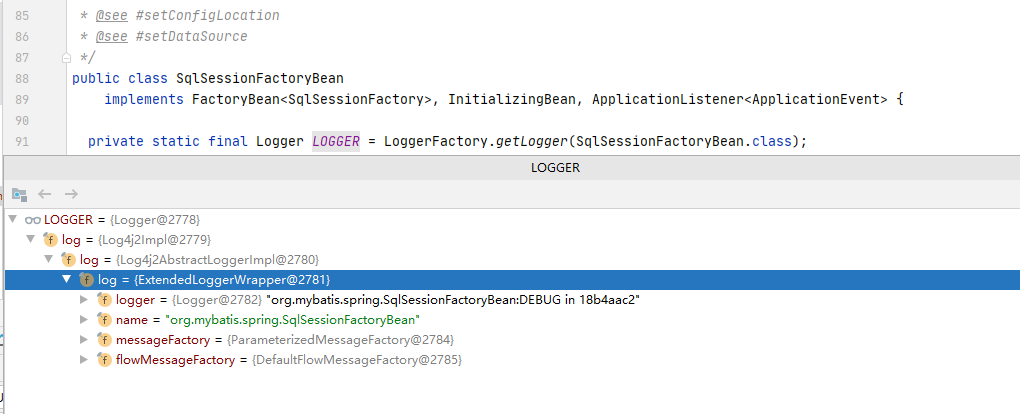 85 * @see #setConfigLocation
86 * @see #setDataSource
87 */
88 public class SqlSessionFactoryBean
89 implements FactoryBean<SqlSessionFactory>, InitializingBean, ApplicationListener<ApplicationEvent> {
90
91 private static final Logger LOGGER = LoggerFactory.getLogger(SqlSessionFactoryBean.class);
LOGGER
LOGGER = {Logger@2778}
log = {Log4j2Impl@2779}
log = {Log4j2AbstractLoggerImpl@2780}
log = {ExtendedLoggerWrapper@2781}
logger = {Logger@2782} "org.mybatis.spring.SqlSessionFactoryBean:DEBUG in 18b4aac2"
name = "org.mybatis.spring.SqlSessionFactoryBean"
messageFactory = {ParameterizedMessageFactory@2784}
flowMessageFactory = {DefaultFlowMessageFactory@2785}